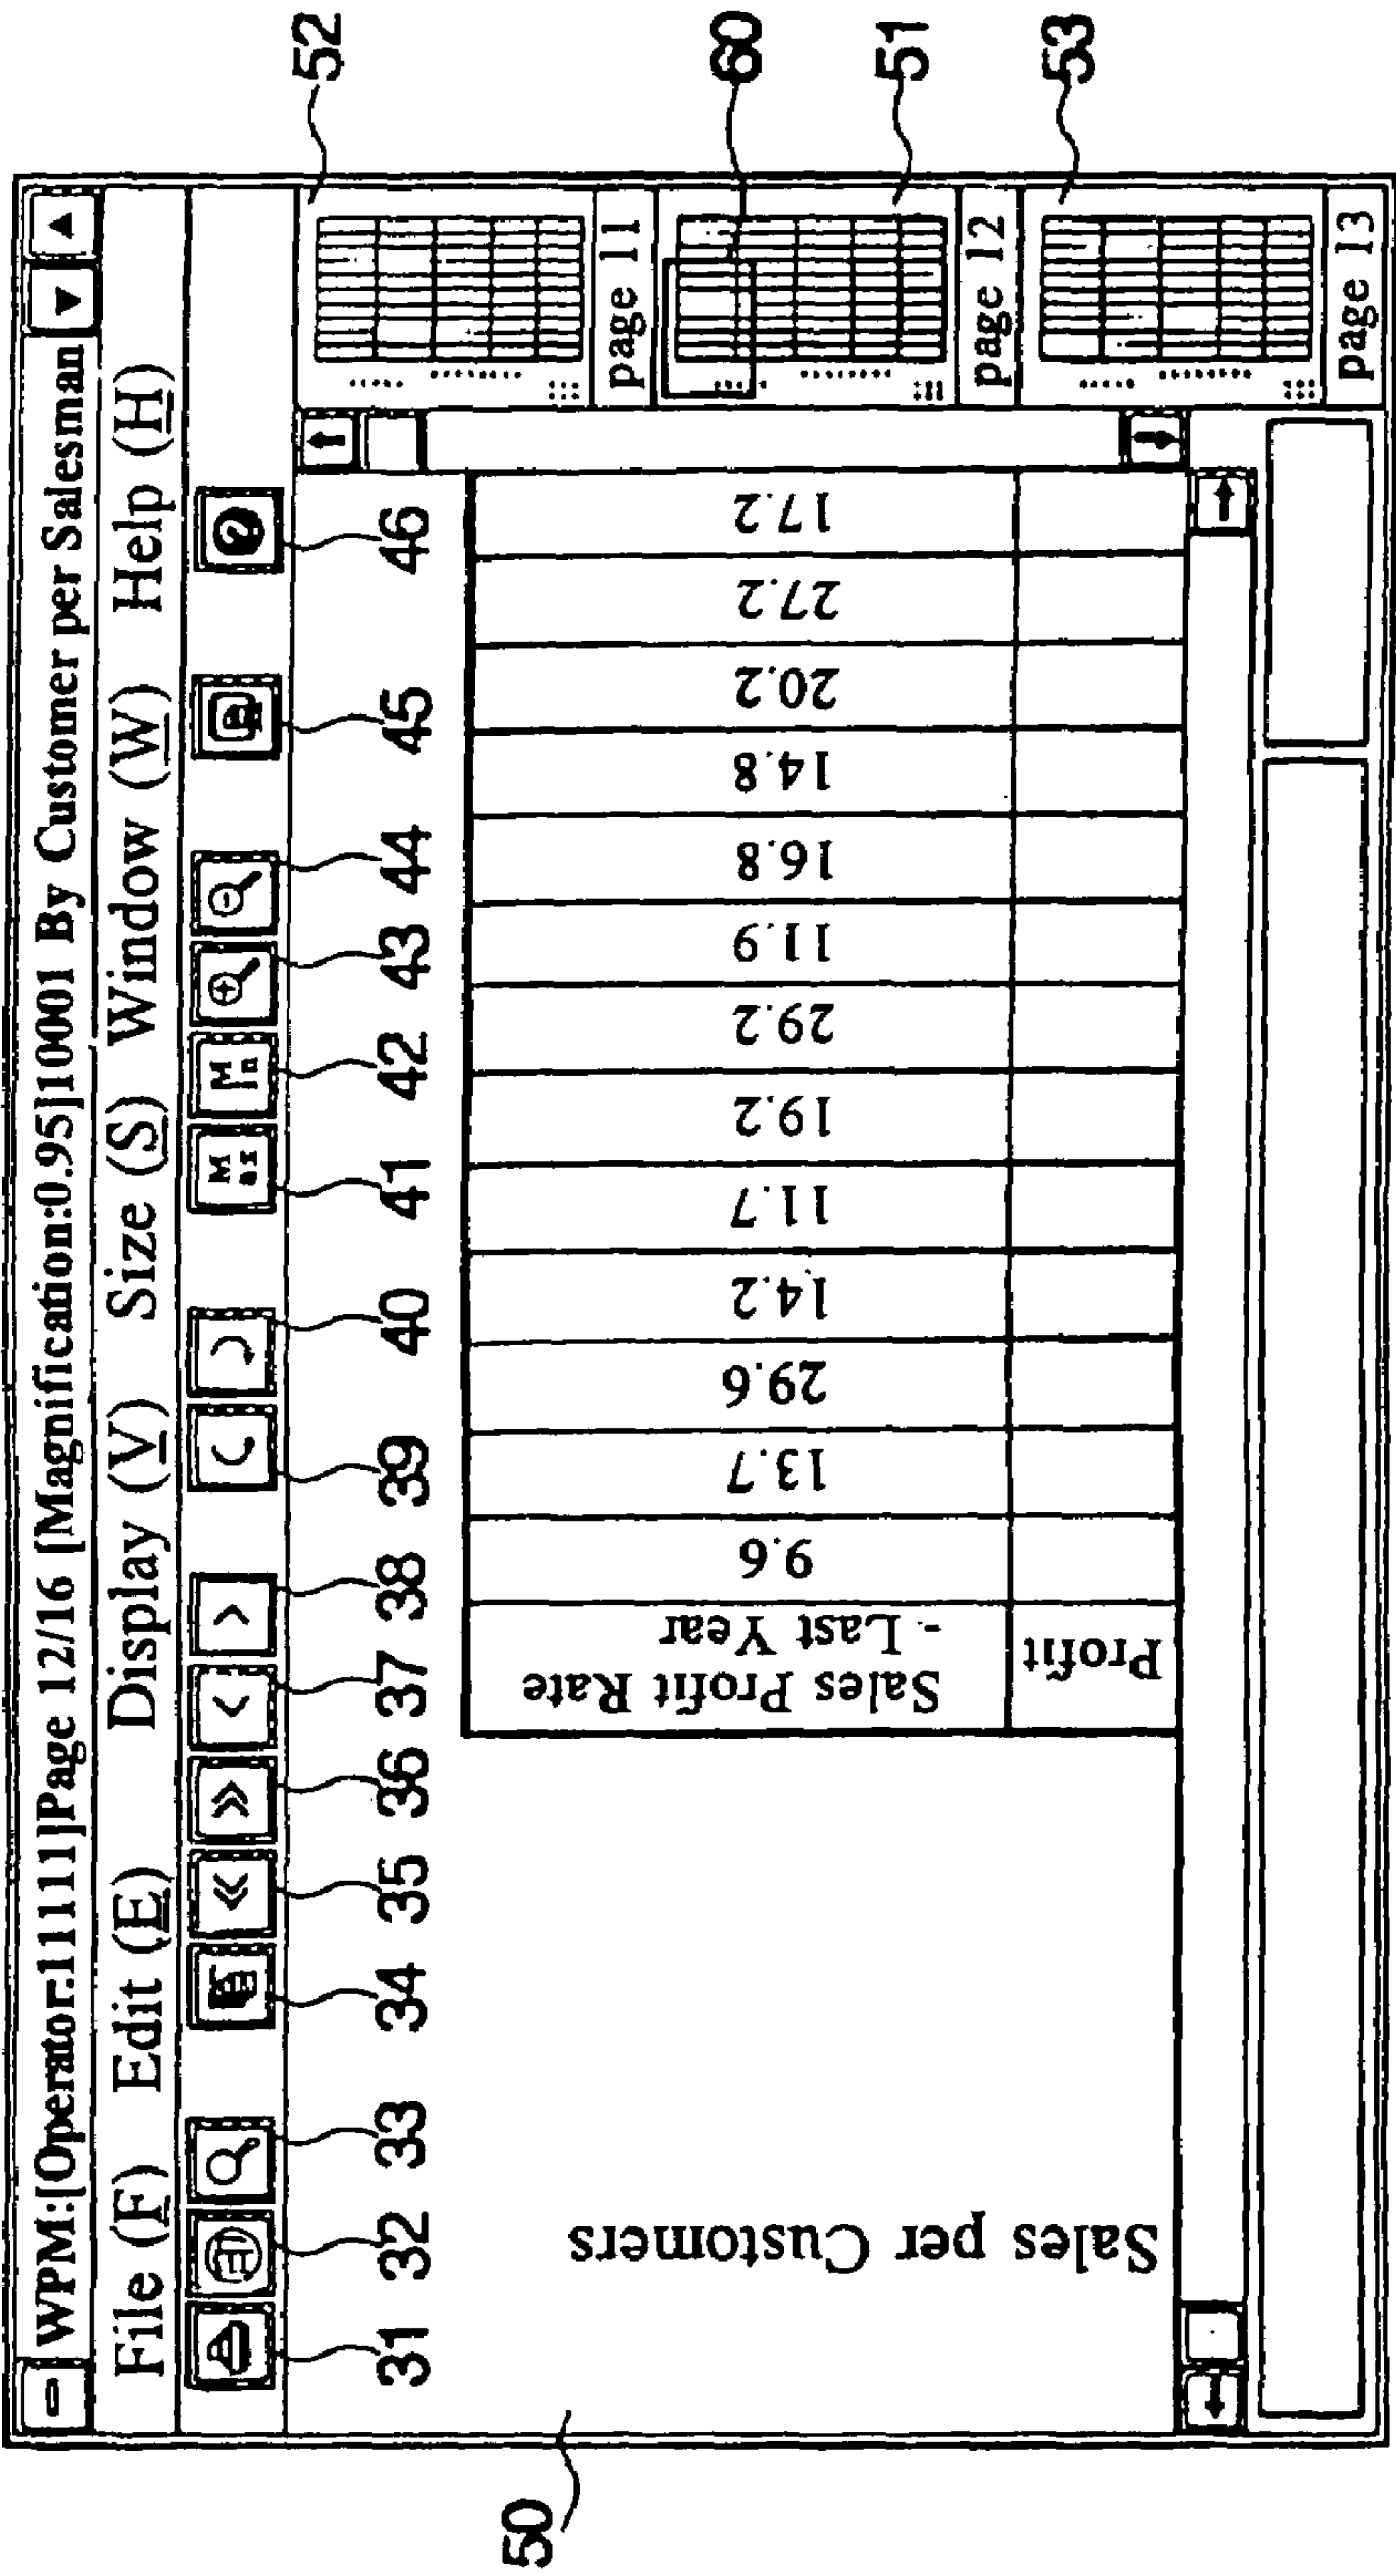 WPM:[Operator:11111]Page 12/16 [Magnification:0.95]10001 By Customer per Salesman
File (F) Edit (E) Display (V) Size (S) Window (W) Help (H)
M ax
M in
31 32 33 34 35 36 37 38 39 40 41 42 43 44 45 46
50
Sales per Customers
Profit
Sales Profit Rate
- Last Year
9.6
13.7
29.6
14.2
11.7
19.2
29.2
11.9
16.8
14.8
20.2
27.2
17.2
page 11
page 12
page 13
52
60
51
53